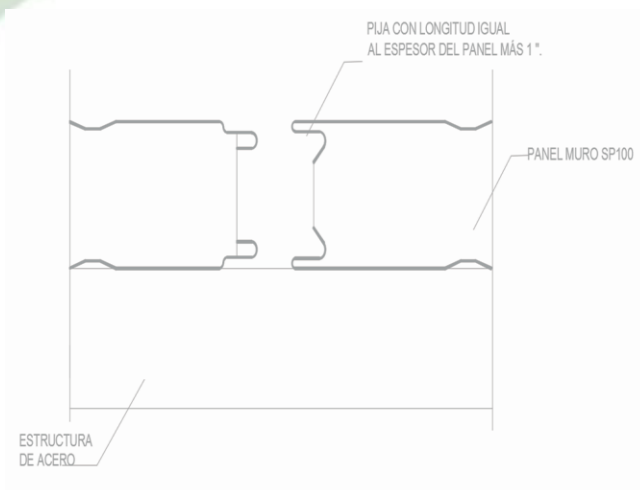 PIJA CON LONGITUD IGUAL
AL ESPESOR DEL PANEL MÁS 1 ".
PANEL MURO SP100
ESTRUCTURA
DE ACERO